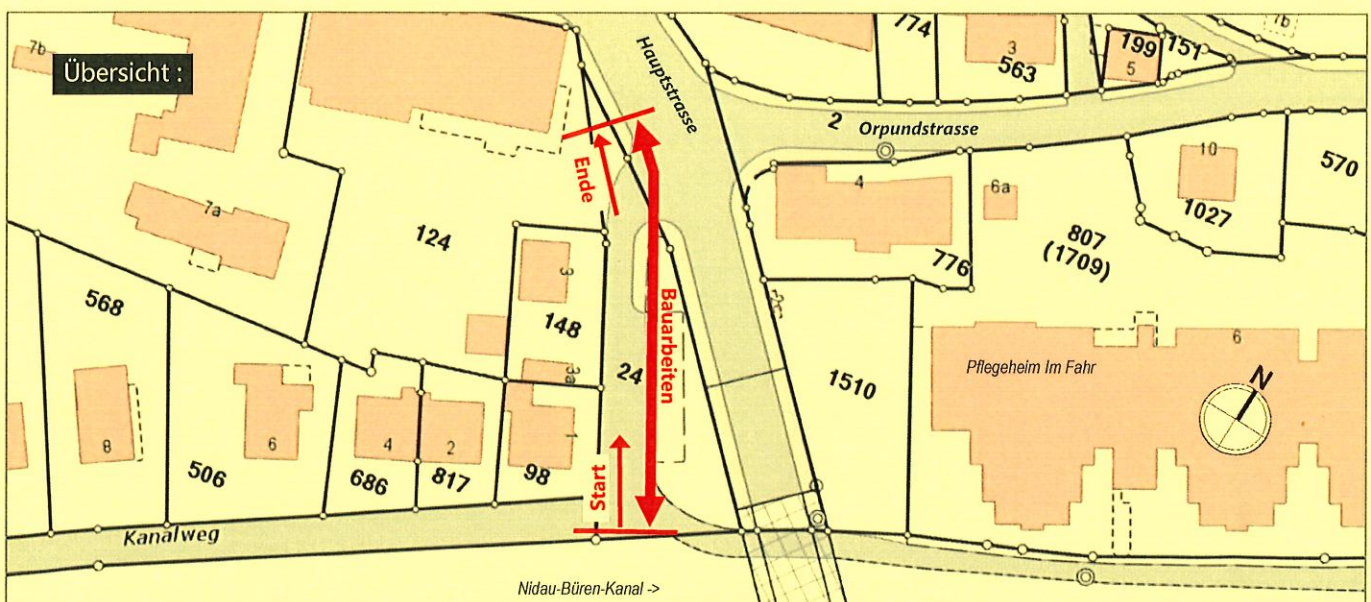 Übersicht :
7b
774
3
563
199
5
151
7b
Hauptstrasse
2
Orpundstrasse
Ende
4
6a
10
1027
570
7a
124
3
148
807
(1709)
776
568
Bauarbeiten
3a
24
1510
Pflegeheim Im Fahr
6
N
8
6
506
4
686
2
817
1
98
Start
Kanalweg
Nidau-Büren-Kanal ->